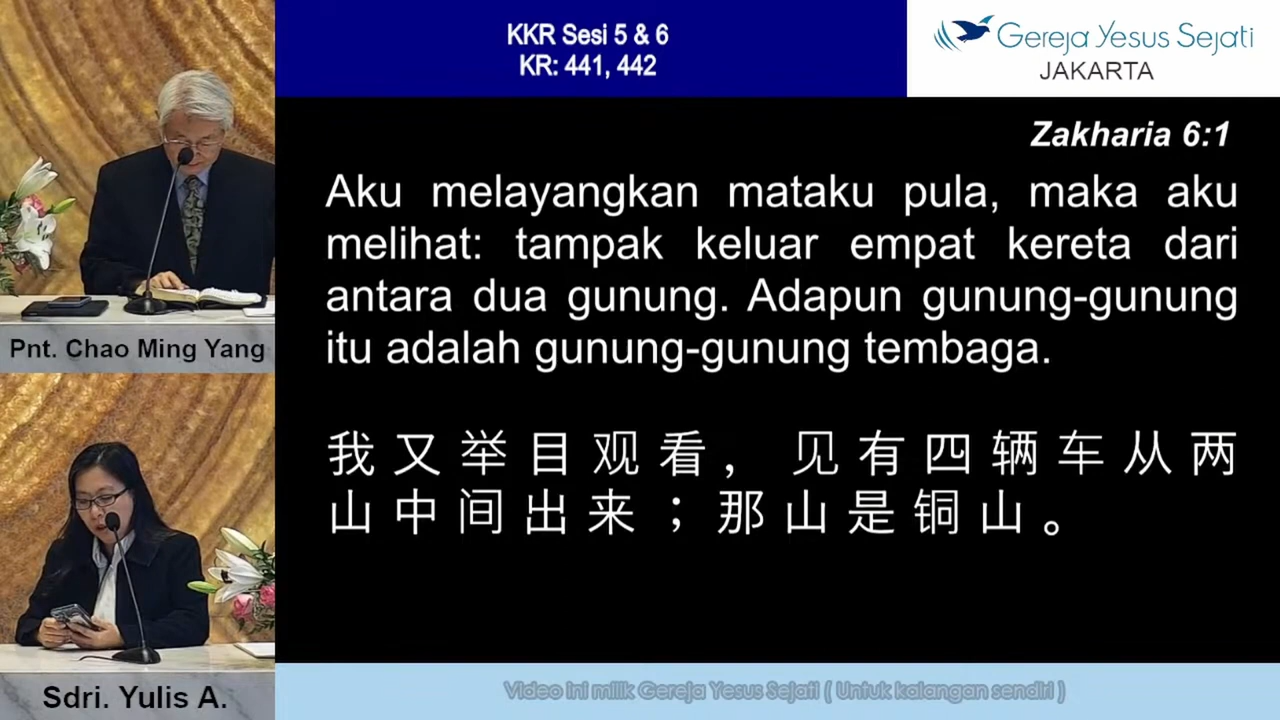 KKR Sesi 5 & 6
KR: 441, 442
Gereja Yesus Sejati
JAKARTA
Zakharia 6:1
Aku melayangkan mataku pula, maka aku
melihat: tampak keluar empat kereta dari
antara dua gunung. Adapun gunung-gunung
itu adalah gunung-gunung tembaga.
我又举目观看，见有四辆车从两
山中间出来；那山是铜山。
Pnt. Chao Ming Yang
Sdri. Yulis A.
Video ini milik Gereja Yesus Sejati ( Untuk kalangan sendiri )